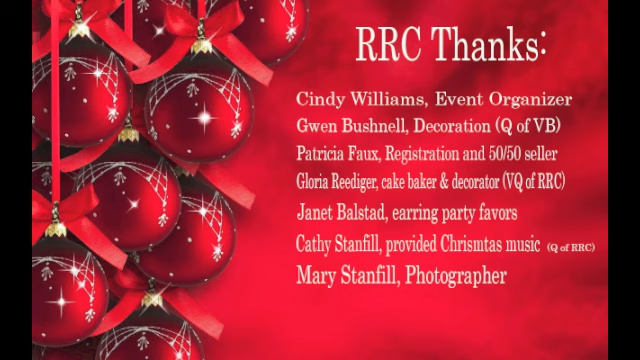 RRC Thanks:
Cindy Williams, Event Organizer
Gwen Bushnell, Decoration (Q of VB)
Patricia Faux, Registration and 50/50 seller
Gloria Reediger, cake baker & decorator (VQ of RRC)
Janet Balstad, earring party favors
Cathy Stanfill, provided Chrismtas music (Q of RRC)
Mary Stanfill, Photographer